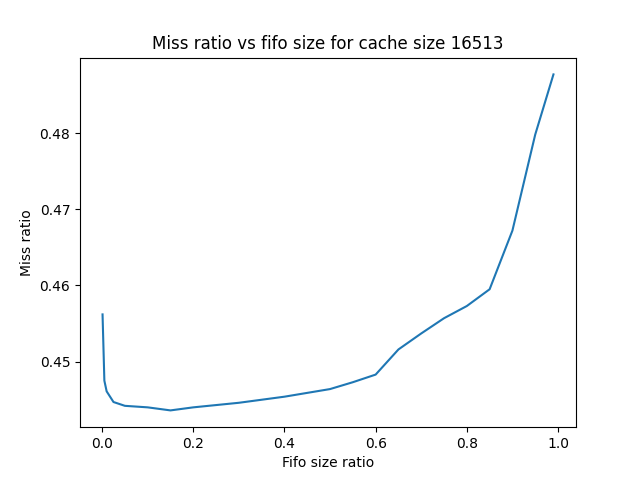 Miss ratio vs fifo size for cache size 16513
0.48
0.47
0.46
0.45
Miss ratio
0.0 0.2 0.4 0.6 0.8 1.0
Fifo size ratio